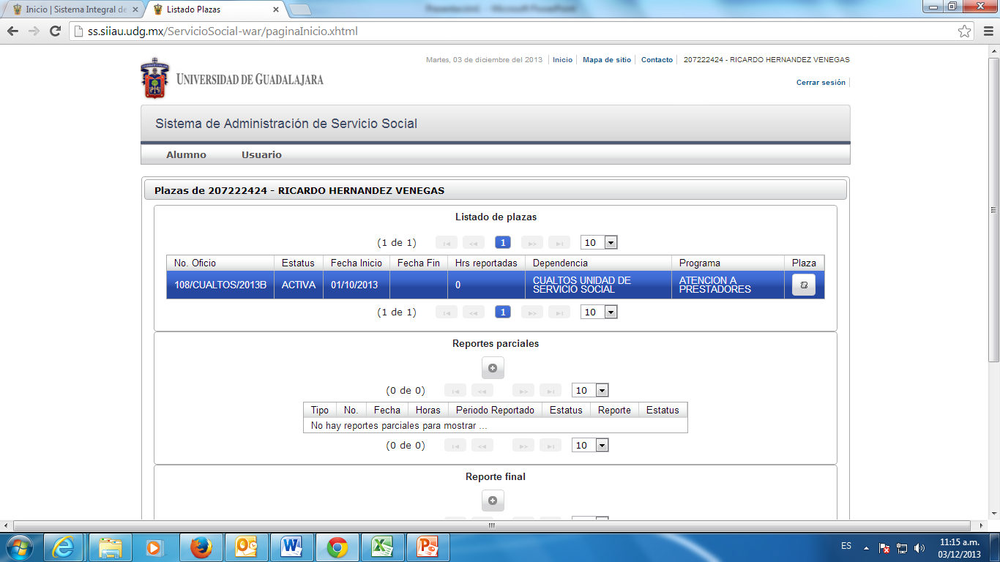 Inicio | Sistema Integral de
Listado Plazas
ss.siiau.udg.mx/ServicioSocial-war/paginaInicio.xhtml
Martes, 03 de diciembre del 2013 Inicio Mapa de sitio Contacto 207222424 - RICARDO HERNANDEZ VENEGAS
UNIVERSIDAD DE GUADALAJARA
Cerrar sesión
Sistema de Administración de Servicio Social
Alumno Usuario
Plazas de 207222424 - RICARDO HERNANDEZ VENEGAS
Listado de plazas
(1 de 1) 1 10
No. Oficio Estatus Fecha Inicio Fecha Fin Hrs reportadas Dependencia Programa Plaza
108/CUALTOS/2013B ACTIVA 01/10/2013 0 CUALTOS UNIDAD DE SERVICIO SOCIAL ATENCION A PRESTADORES
(1 de 1) 1 10
Reportes parciales
(0 de 0) 10
Tipo No. Fecha Horas Periodo Reportado Estatus Reporte Estatus
No hay reportes parciales para mostrar ...
(0 de 0) 10
Reporte final
ES 11:15 a.m.
03/12/2013